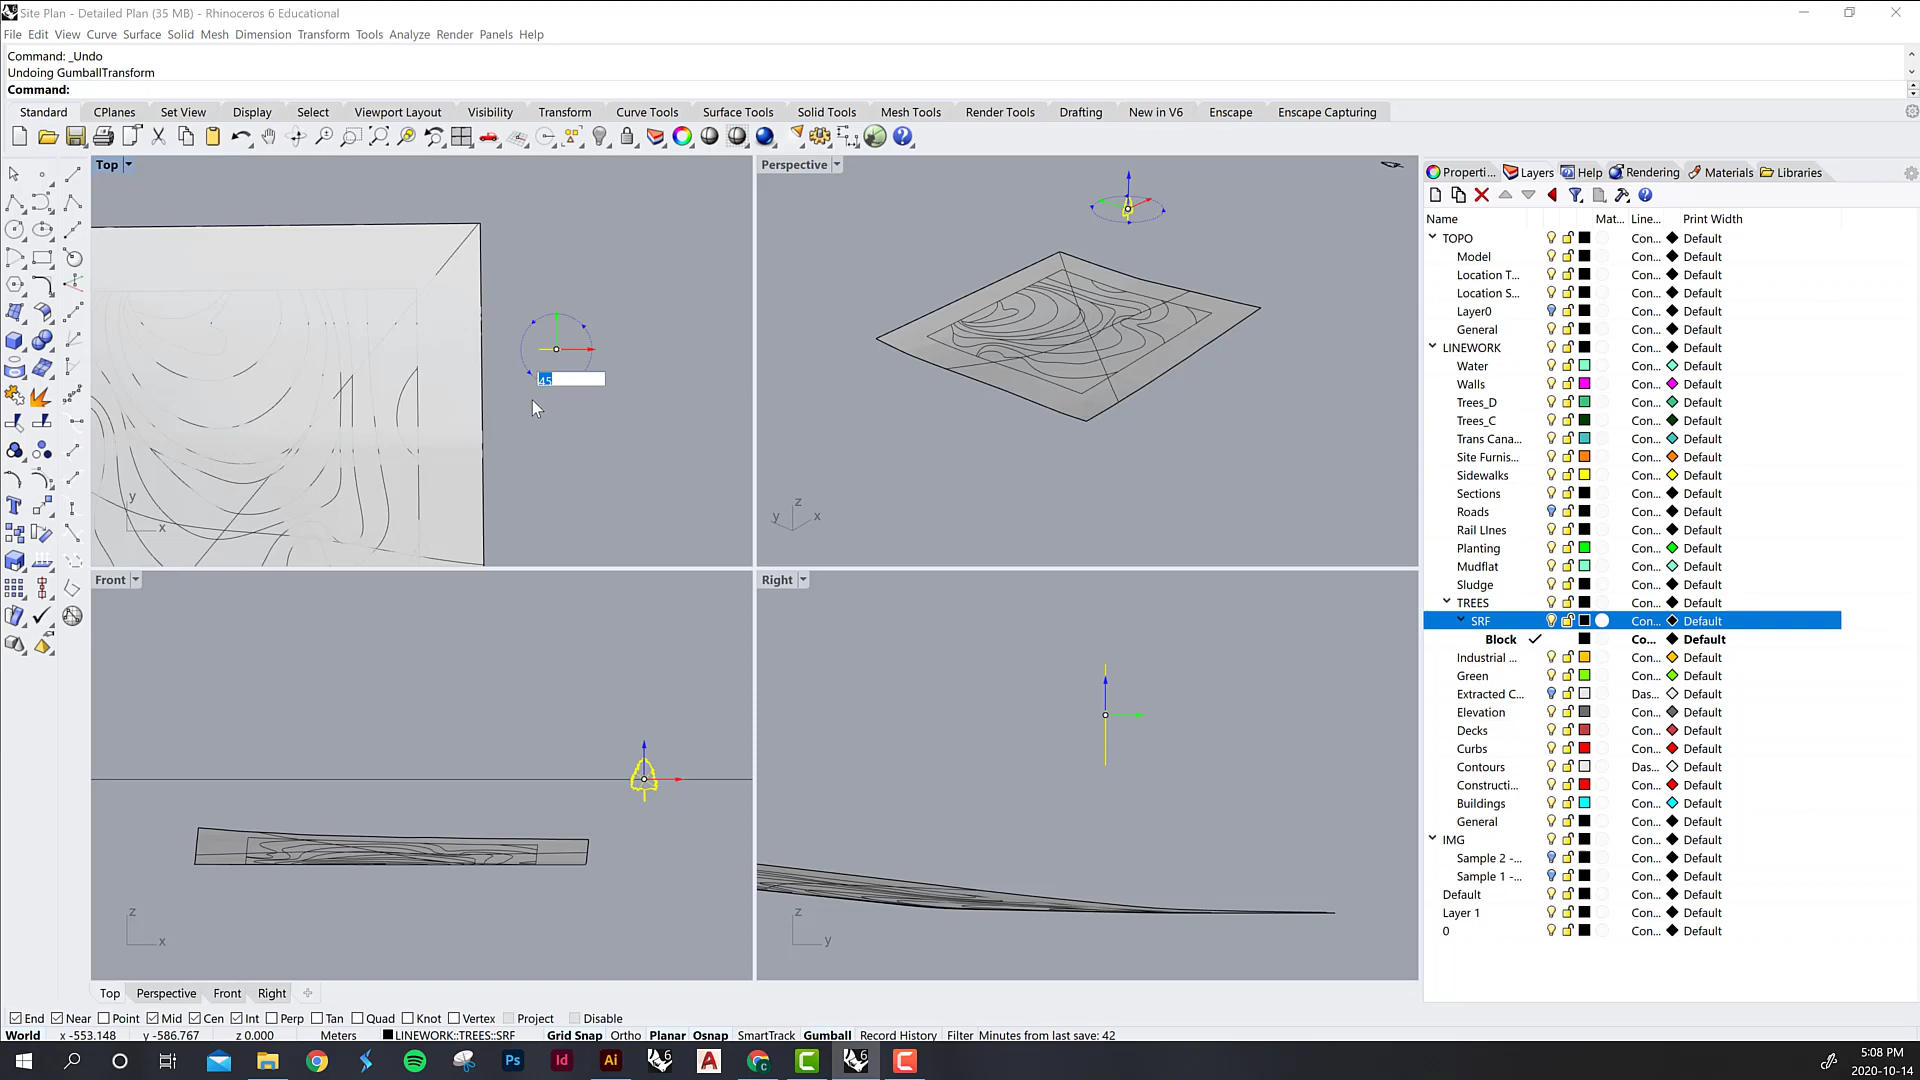 Site Plan - Detailed Plan (35 MB) - Rhinoceros 6 Educational
File Edit View Curve Surface Solid Mesh Dimension Transform Tools Analyze Render Panels Help
Command: _Undo
Undoing GumballTransform
Command:
Standard CPlanes Set View Display Select Viewport Layout Visibility Transform Curve Tools Surface Tools Solid Tools Mesh Tools Render Tools Drafting New in V6 Enscape Enscape Capturing
Top
Perspective
45
y
x
z
y x
Front
Right
z
x
z
y
Top Perspective Front Right
Properti... Layers Help Rendering Materials Libraries
Name Mat... Line... Print Width
TOPO Con... Default
Model Con... Default
Location T... Con... Default
Location S... Con... Default
Layer0 Con... Default
General Con... Default
LINEWORK Con... Default
Water Con... Default
Walls Con... Default
Trees_D Con... Default
Trees_C Con... Default
Trans Cana... Con... Default
Site Furnis... Con... Default
Sidewalks Con... Default
Sections Con... Default
Roads Con... Default
Rail LInes Con... Default
Planting Con... Default
Mudflat Con... Default
Sludge Con... Default
TREES Con... Default
SRF Con... Default
Block Co... Default
Industrial ... Con... Default
Green Con... Default
Extracted C... Das... Default
Elevation Con... Default
Decks Con... Default
Curbs Con... Default
Contours Das... Default
Constructi... Con... Default
Buildings Con... Default
General Con... Default
IMG Con... Default
Sample 2 -... Con... Default
Sample 1 -... Con... Default
Default Con... Default
Layer 1 Con... Default
0 Con... Default
End Near Point Mid Cen Int Perp Tan Quad Knot Vertex Project Disable
World x -553.148 y -586.767 z 0.000 Meters LINEWORK::TREES::SRF Grid Snap Ortho Planar Osnap SmartTrack Gumball Record History Filter Minutes from last save: 42
Ps Id Ai 6 A C 6 C
5:08 PM
2020-10-14